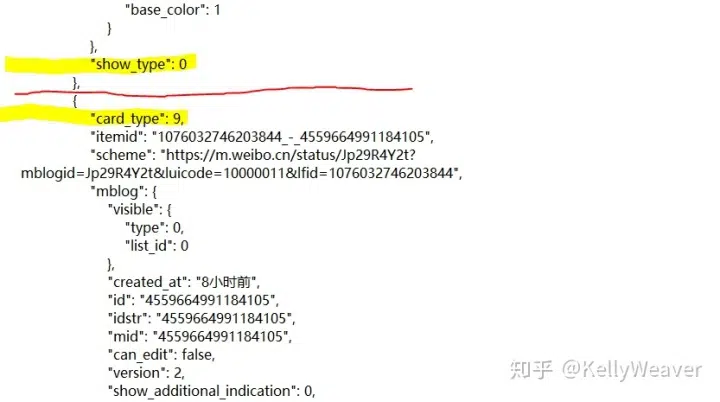 "base_color": 1
}
},
"show_type": 0
},
{
"card_type": 9,
"itemid": "1076032746203844_-_4559664991184105",
"scheme": "https://m.weibo.cn/status/Jp29R4Y2t?
mblogid=Jp29R4Y2t&luicode=10000011&lfid=1076032746203844",
"mblog": {
"visible": {
"type": 0,
"list_id": 0
},
"created_at": "8小时前",
"id": "4559664991184105",
"idstr": "4559664991184105",
"mid": "4559664991184105",
"can_edit": false,
"version": 2,
"show_additional_indication": 0,
知乎 @KellyWeaver